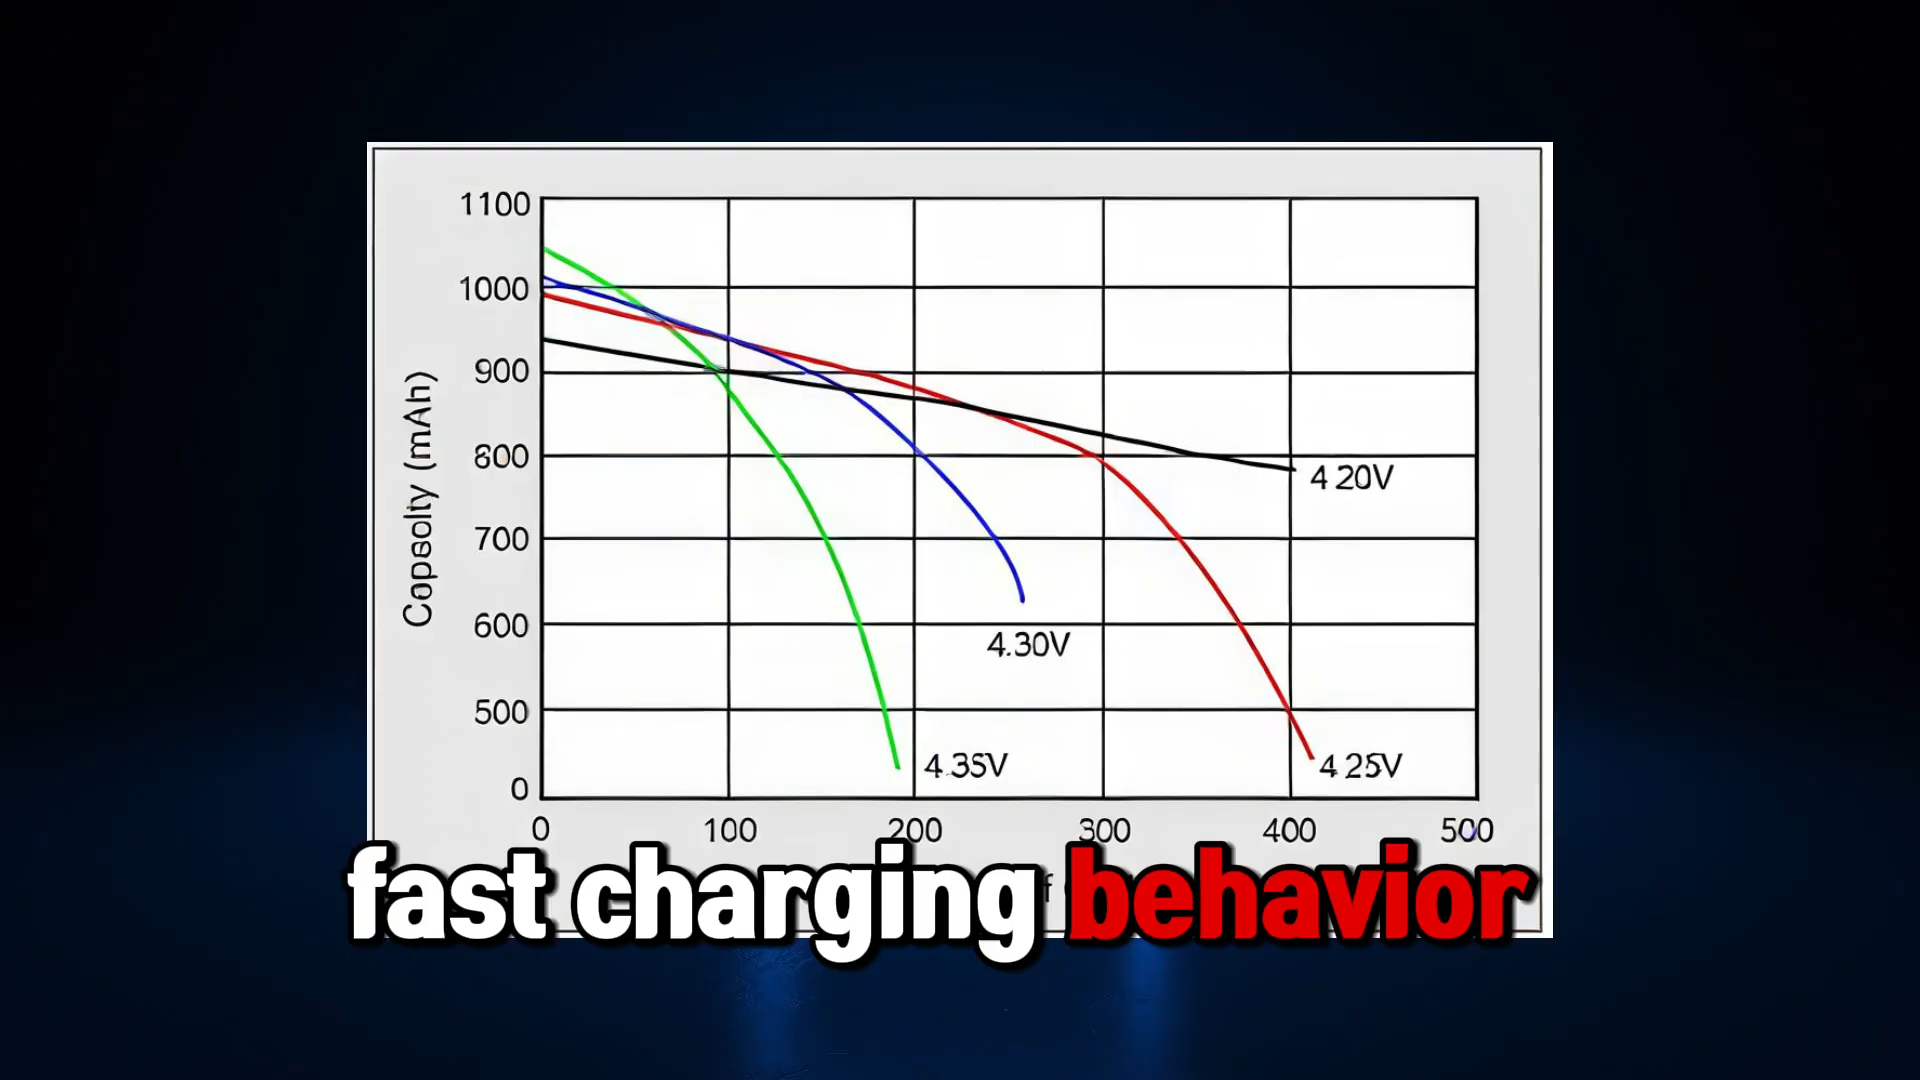 1100
1000
900
800
700
600
500
0
Copsolty (mAh)
4 20V
4.30V
4.35V
4 25V
0 100 200 300 400 500
fast charging behavior